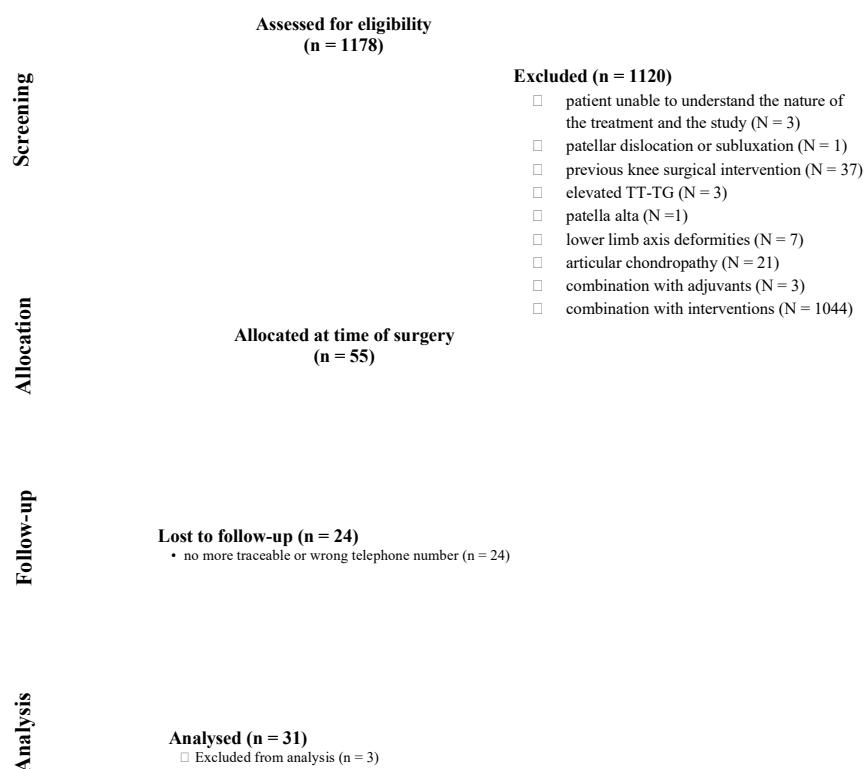 Assessed for eligibility
(n = 1178)
Screening
Excluded (n = 1120)
□ patient unable to understand the nature of
the treatment and the study (N = 3)
□ patellar dislocation or subluxation (N = 1)
□ previous knee surgical intervention (N = 37)
□ elevated TT-TG (N = 3)
□ patella alta (N =1)
□ lower limb axis deformities (N = 7)
□ articular chondropathy (N = 21)
□ combination with adjuvants (N = 3)
□ combination with interventions (N = 1044)
Allocation
Allocated at time of surgery
(n = 55)
Follow-up
Lost to follow-up (n = 24)
• no more traceable or wrong telephone number (n = 24)
Analysis
Analysed (n = 31)
□ Excluded from analysis (n = 3)